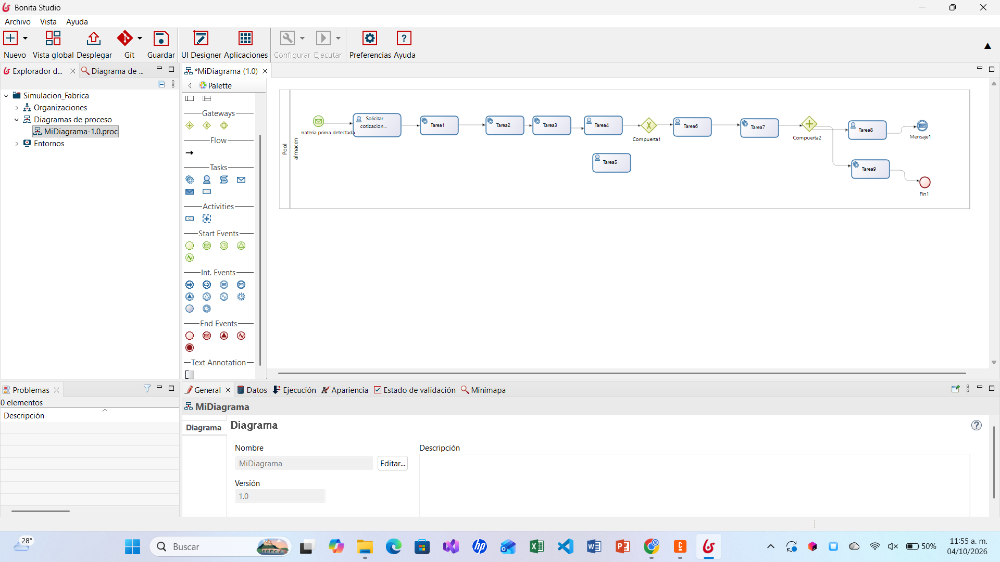 Bonita Studio
Archivo Vista Ayuda
Nuevo Vista global Desplegar Git Guardar UI Designer Aplicaciones Configurar Ejecutar Preferencias Ayuda
Explorador d... Diagrama de ...
*MiDiagrama (1.0)
Palette
Simulacion_Fabrica
Organizaciones
Diagramas de proceso
MiDiagrama-1.0.proc
Entornos
Gateways
Flow
Tasks
Activities
Start Events
Int. Events
End Events
Text Annotation
Pool
almacen
materia prima detectada
Solicitar
cotizacion...
Tarea1
Tarea2
Tarea3
Tarea4
Tarea5
Compuerta1
Tarea6
Tarea7
Compuerta2
Tarea8
Mensaje1
Tarea9
Fin1
Problemas
0 elementos
Descripción
General Datos Ejecución Apariencia Estado de validación Minimapa
MiDiagrama
Diagrama
Diagrama
Nombre
MiDiagrama
Editar...
Versión
1.0
Descripción
28°
Buscar
50%
11:55 a. m.
04/10/2026